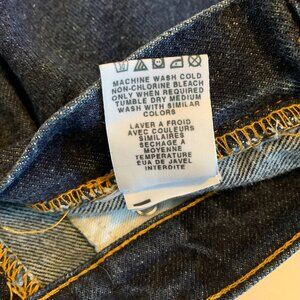 MACHINE WASH COLD
NON-CHLORINE BLEACH
ONLY WHEN REQUIRED
TUMBLE DRY MEDIUM
WASH WITH SIMILAR
COLORS
LAVER A FROID
AVEC COULEURS
SIMILAIRES
SECHAGE A
MOYENNE
TEMPERATURE
EUA DE JAVEL
INTERDITE